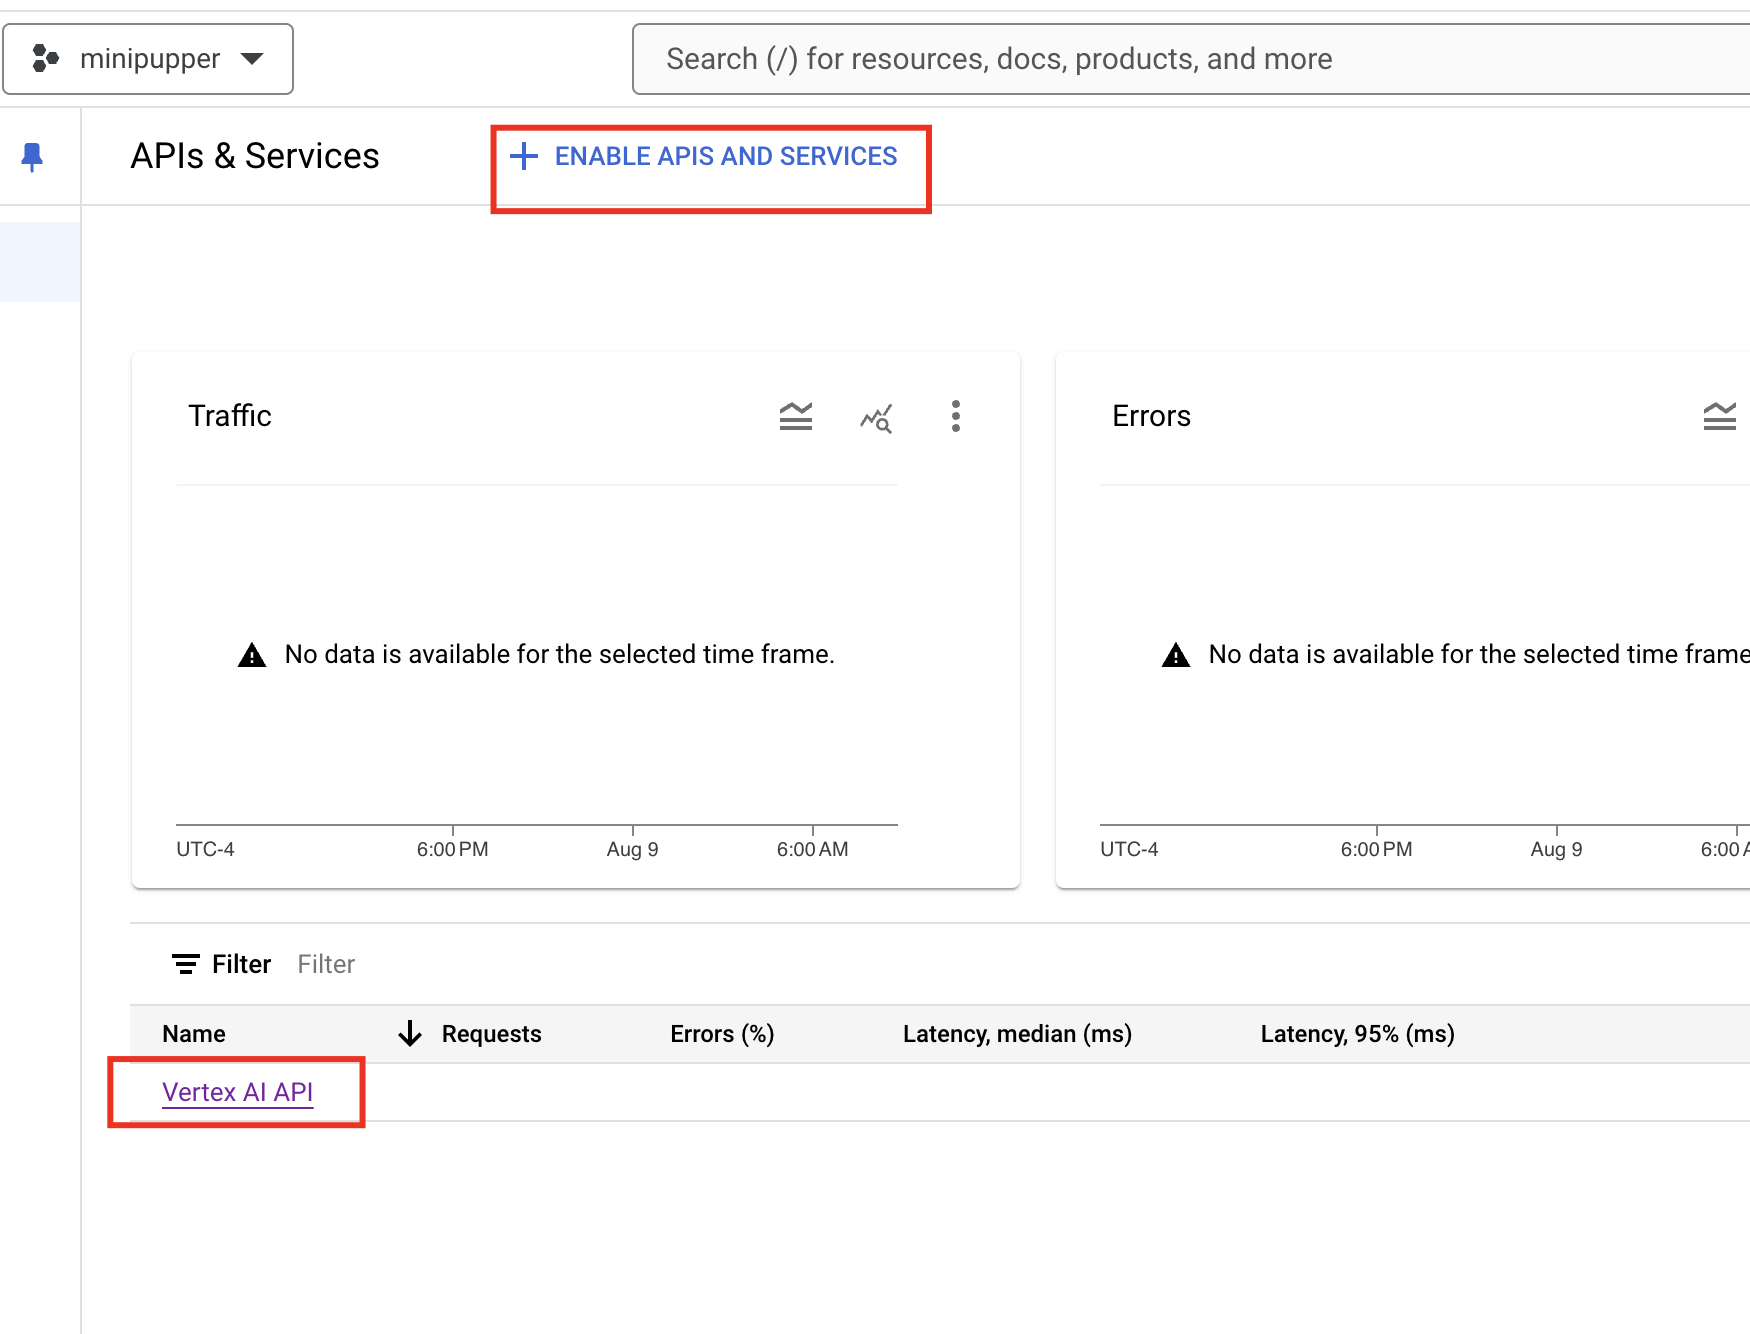 minipupper
Search (/) for resources, docs, products, and more
APIs & Services
ENABLE APIS AND SERVICES
Traffic
No data is available for the selected time frame.
UTC-4 6:00 PM Aug 9 6:00 AM
Errors
No data is available for the selected time frame
UTC-4 6:00 PM Aug 9 6:00 A
Filter Filter
Name Requests Errors (%) Latency, median (ms) Latency, 95% (ms)
Vertex AI API